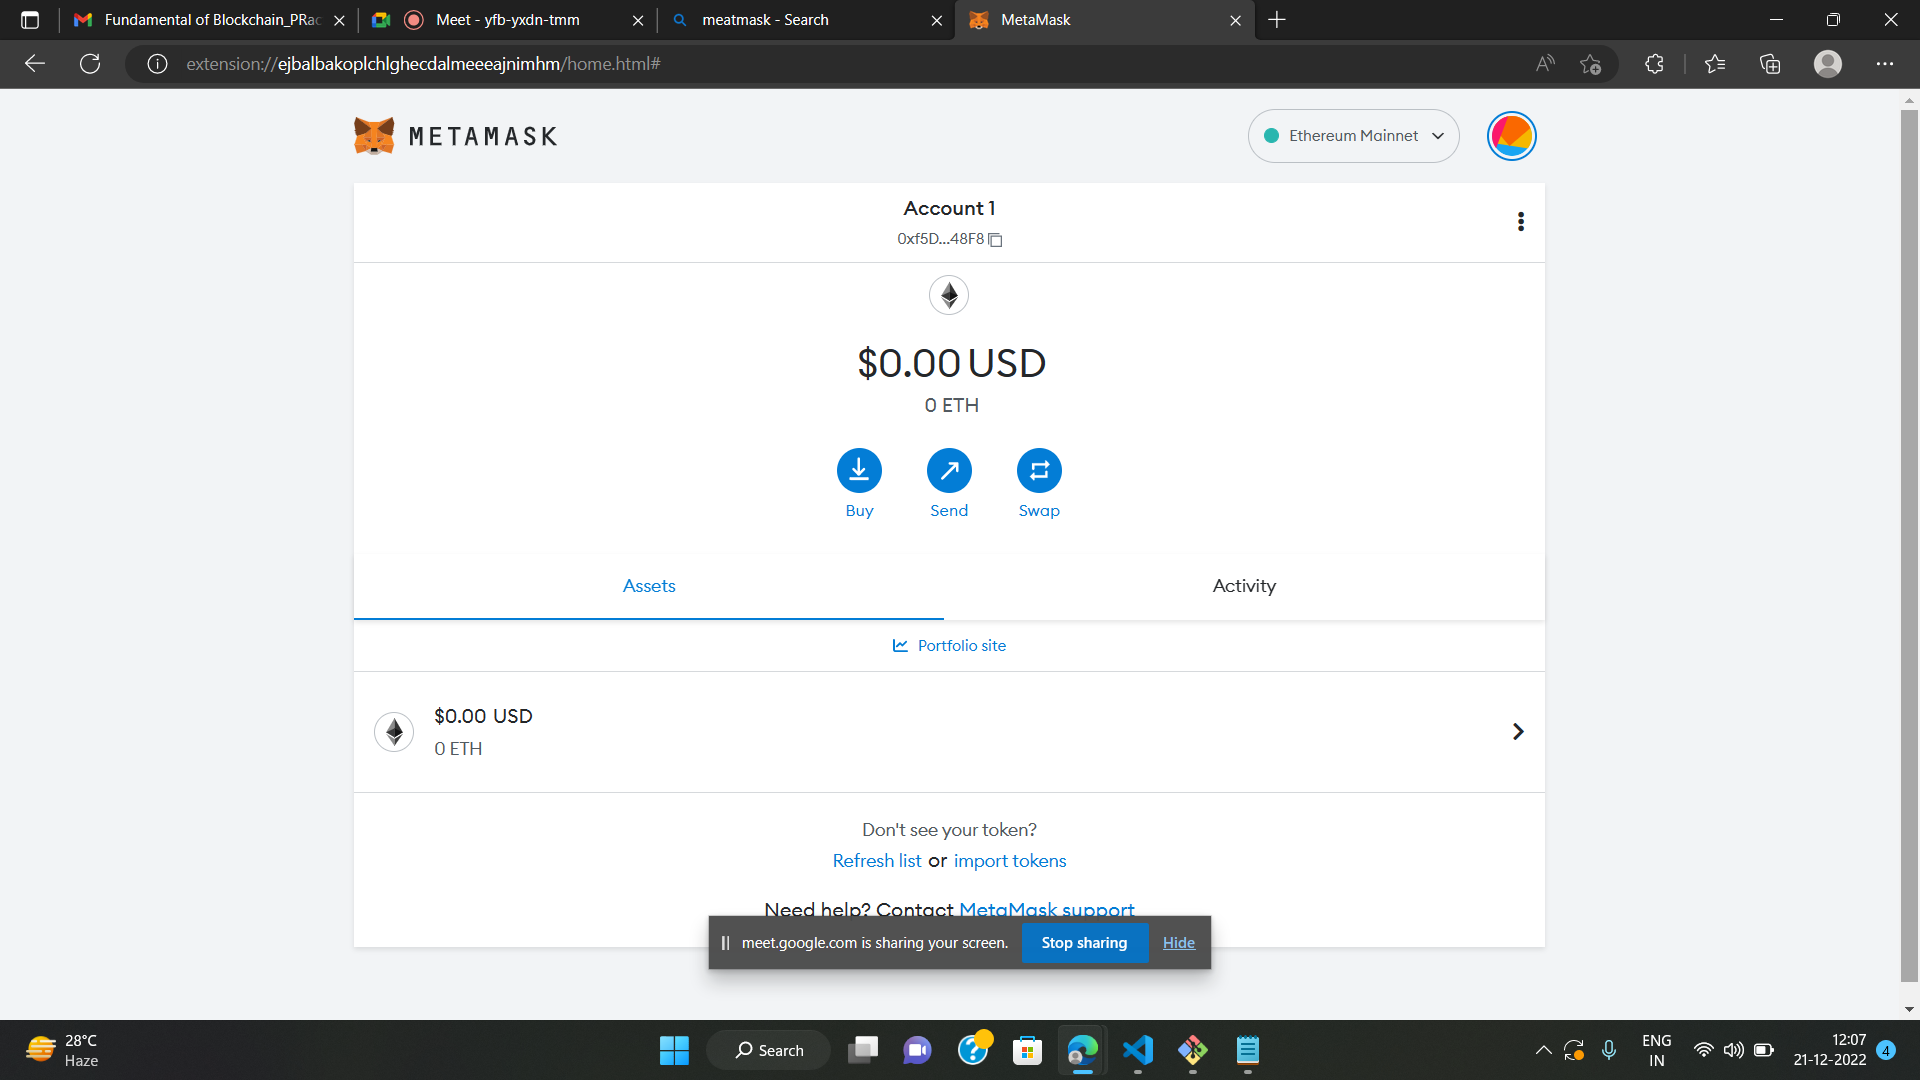 Fundamental of Blockchain_PRac
Meet - yfb-yxdn-tmm
meatmask - Search
MetaMask
extension://ejbalbakoplchlghecdalmeeeajnimhm/home.html#
METAMASK
Ethereum Mainnet
Account 1
0xf5D...48F8
$0.00 USD
0 ETH
Buy
Send
Swap
Assets
Activity
Portfolio site
$0.00 USD
0 ETH
Don't see your token?
Refresh list or import tokens
Need help? Contact MetaMask support
meet.google.com is sharing your screen.
Stop sharing
Hide
28°C
Haze
Search
ENG
IN
12:07
21-12-2022
4